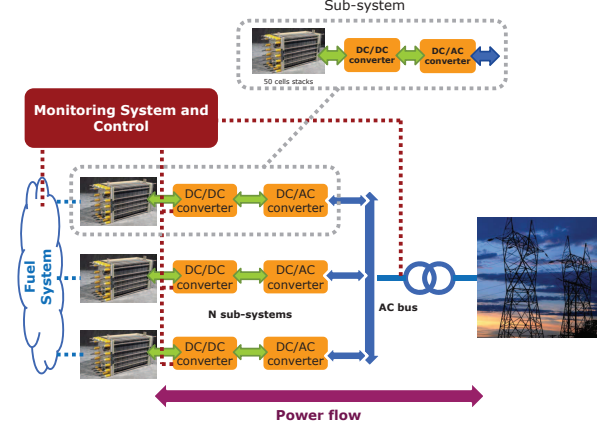 Sub-system
DC/DC
converter
DC/AC
converter
50 cells stacks
Monitoring System and
Control
DC/DC
converter
DC/AC
converter
Fuel
System
DC/DC
converter
DC/AC
converter
N sub-systems
AC bus
DC/DC
converter
DC/AC
converter
Power flow